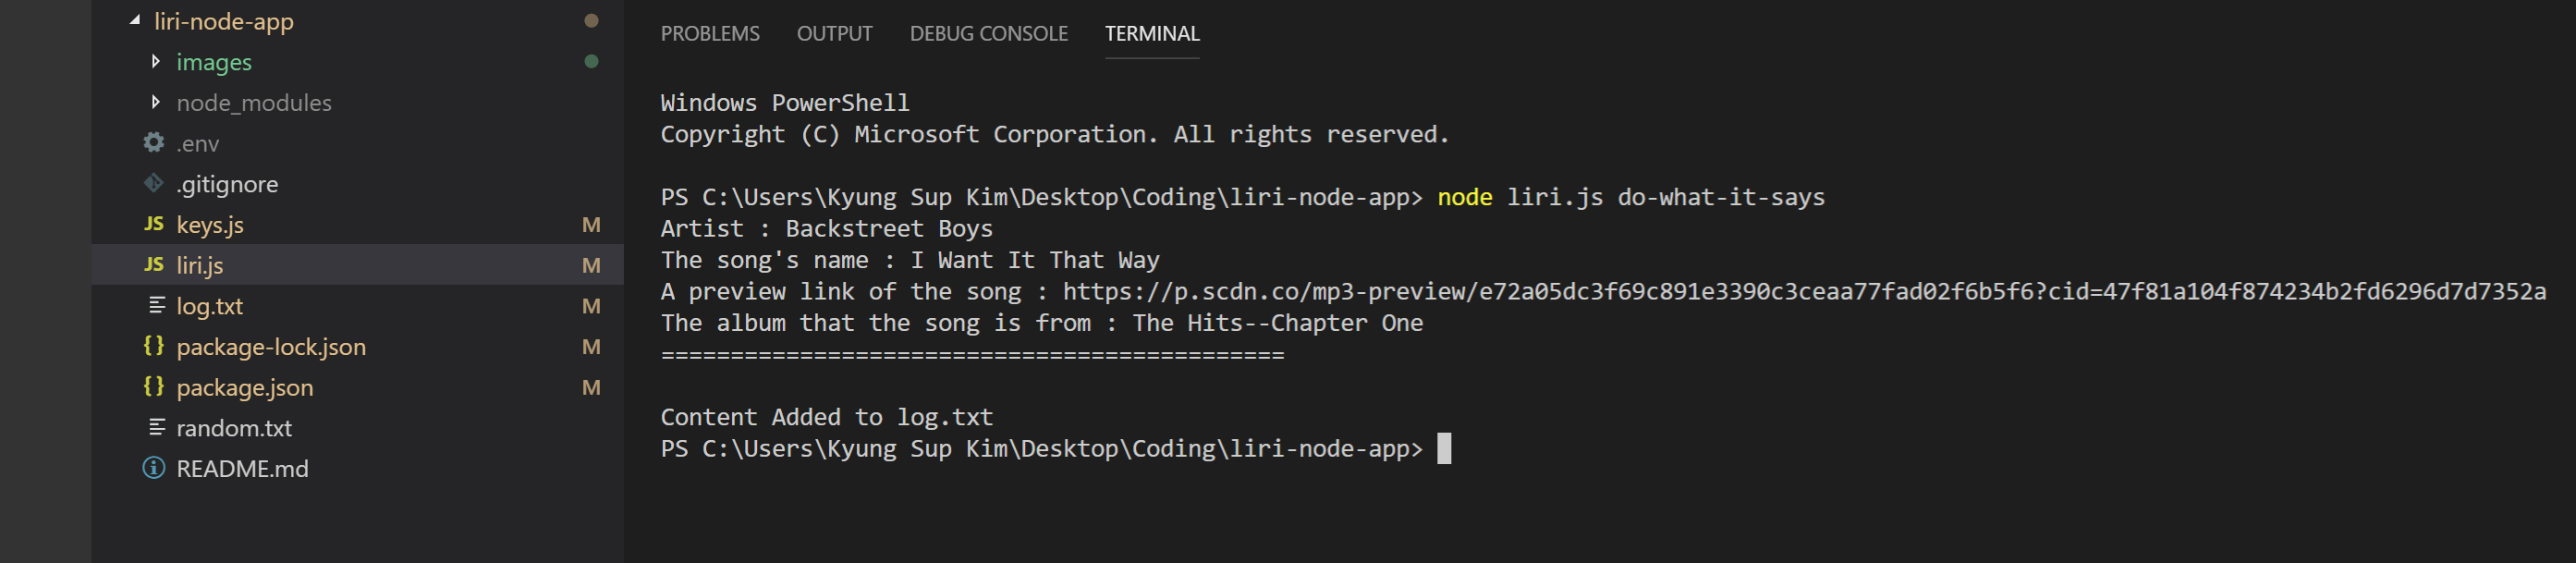 liri-node-app
images
node_modules
.env
.gitignore
JS keys.js M
JS liri.js M
log.txt M
{} package-lock.json M
{} package.json M
random.txt
README.md
PROBLEMS OUTPUT DEBUG CONSOLE TERMINAL
Windows PowerShell
Copyright (C) Microsoft Corporation. All rights reserved.
PS C:\Users\Kyung Sup Kim\Desktop\Coding\liri-node-app> node liri.js do-what-it-says
Artist : Backstreet Boys
The song's name : I Want It That Way
A preview link of the song : https://p.scdn.co/mp3-preview/e72a05dc3f69c891e3390c3ceaa77fad02f6b5f6?cid=47f81a104f874234b2fd6296d7d7352a
The album that the song is from : The Hits--Chapter One
=============================================
Content Added to log.txt
PS C:\Users\Kyung Sup Kim\Desktop\Coding\liri-node-app>